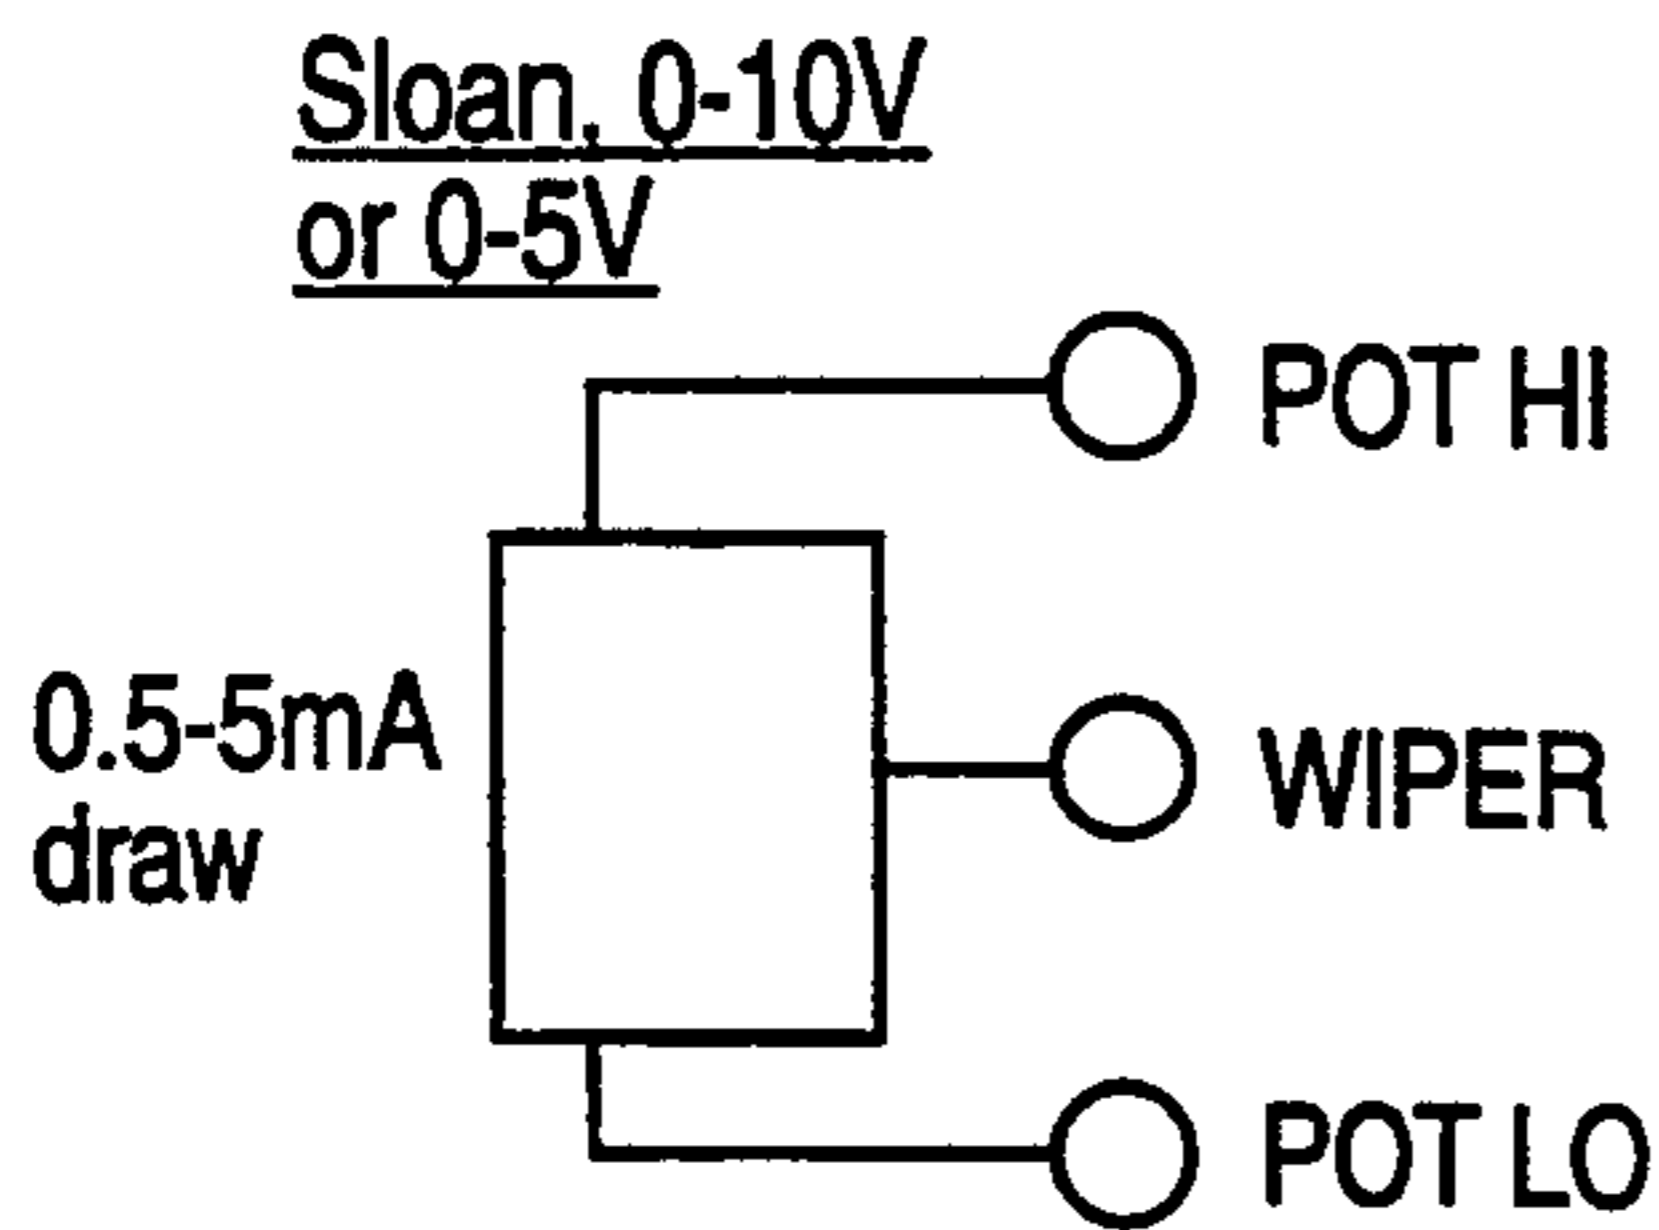 Sloan, 0-10V
or 0-5V
POT HI
0.5-5mA
draw
WIPER
POT LO